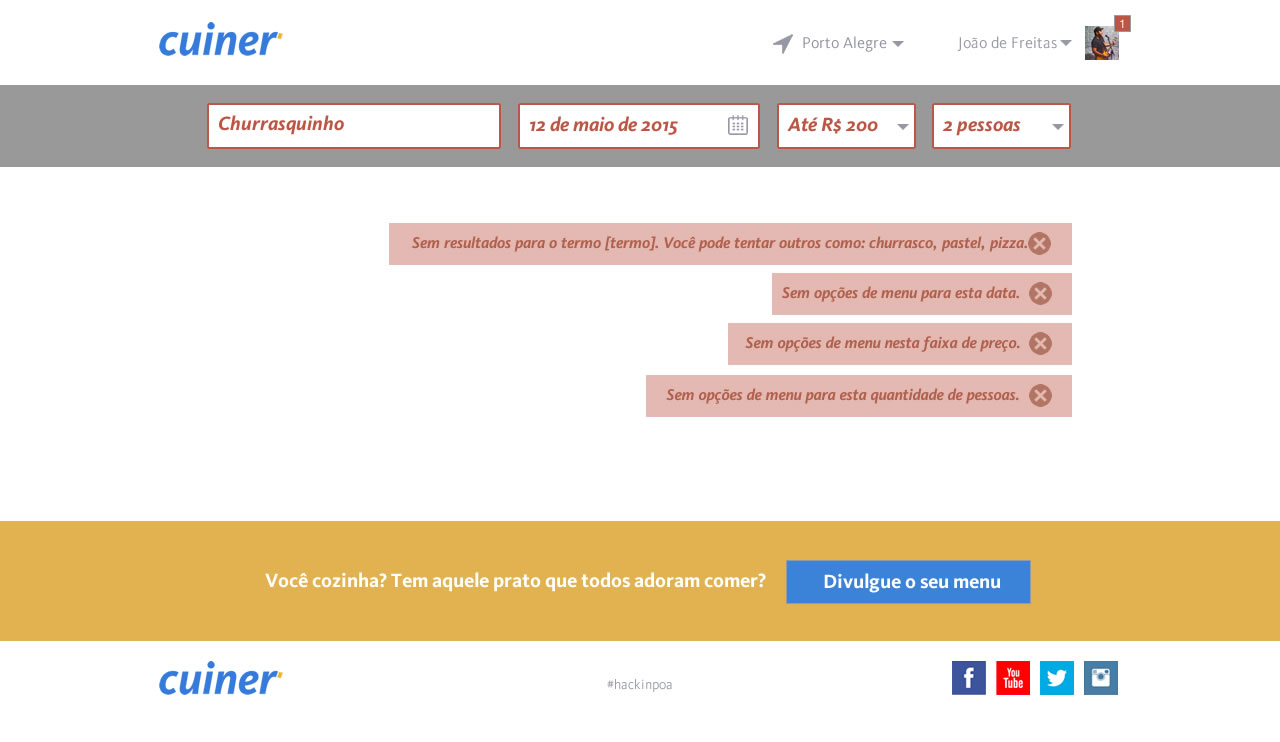 cuiner
Porto Alegre
João de Freitas
1
Churrasquinho
12 de maio de 2015
Até R$ 200
2 pessoas
Sem resultados para o termo [termo]. Você pode tentar outros como: churrasco, pastel, pizza.
Sem opções de menu para esta data.
Sem opções de menu nesta faixa de preço.
Sem opções de menu para esta quantidade de pessoas.
Você cozinha? Tem aquele prato que todos adoram comer?
Divulgue o seu menu
cuiner
#hackinpoa
f
You
Tube